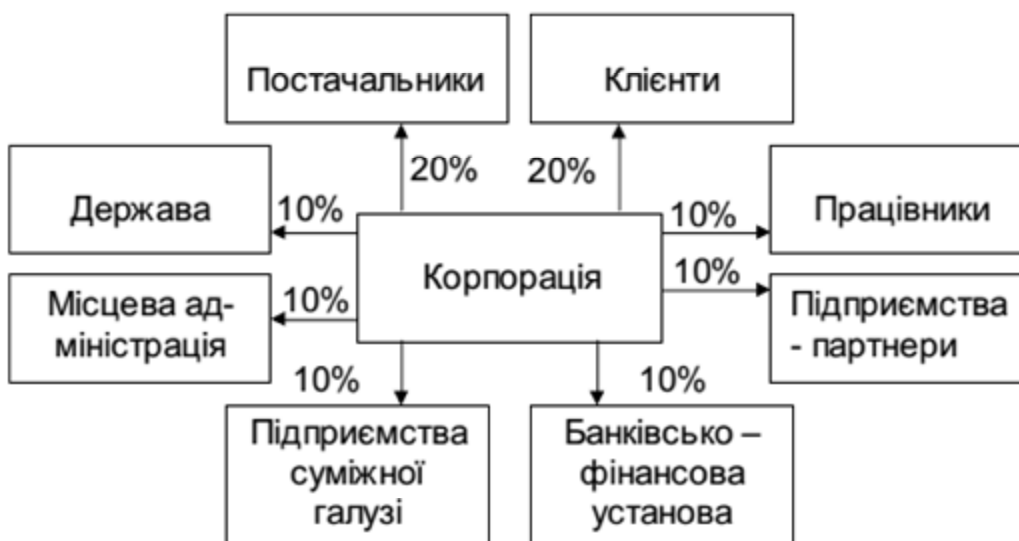 Постачальники
Клієнти
20%
20%
Держава
10%
10%
Працівники
Корпорація
Місцева ад-
міністрація
10%
10%
Підприємства
- партнери
10%
10%
Підприємства
суміжної
галузі
Банківсько –
фінансова
установа